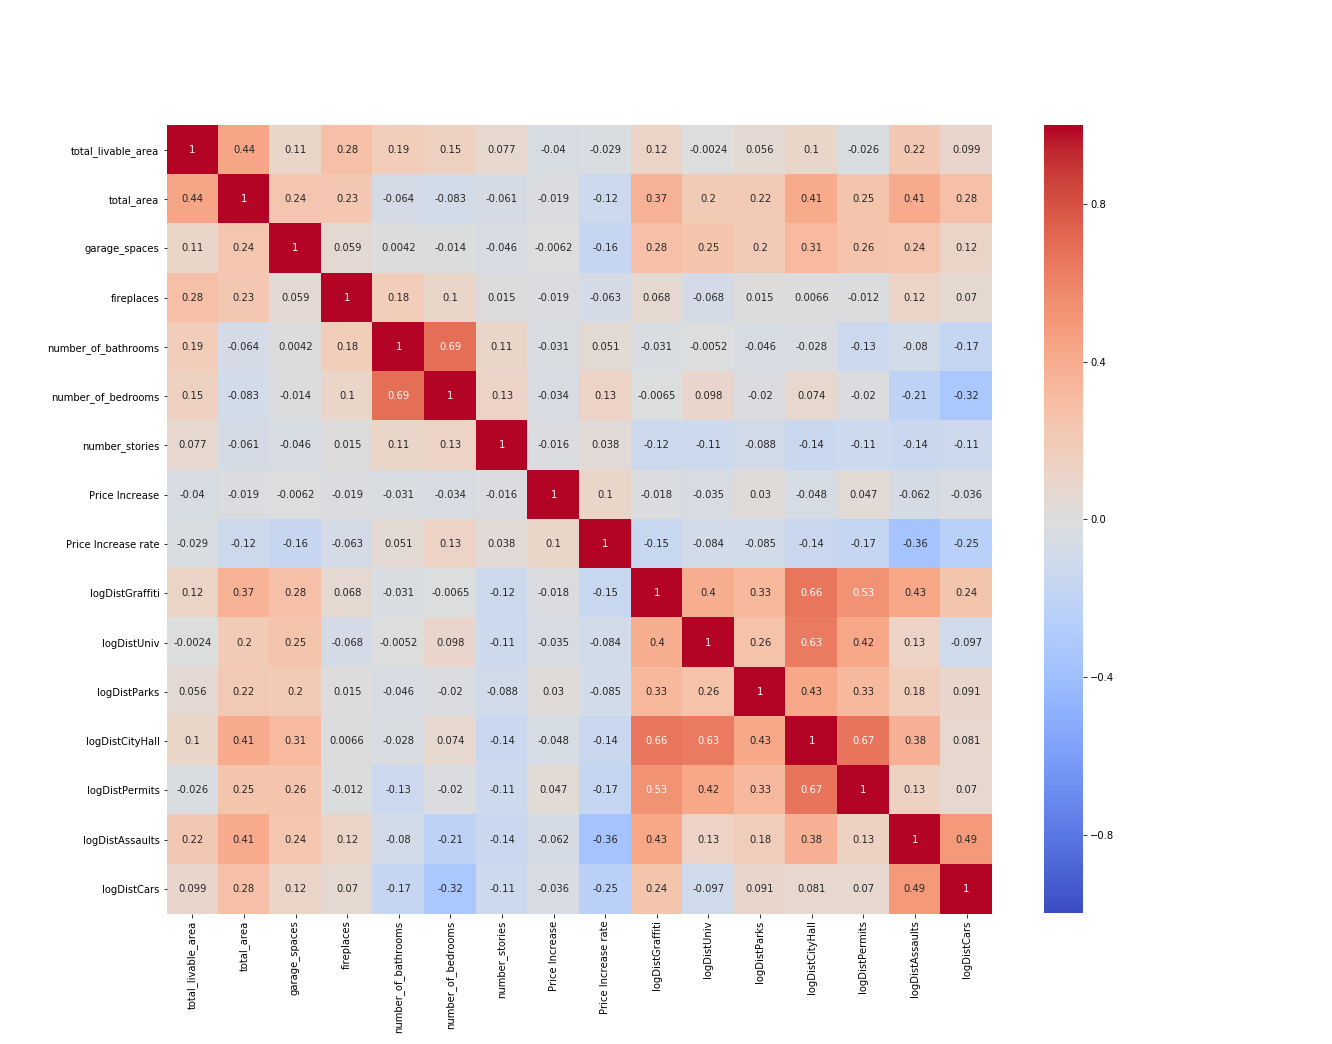 total_livable_area 1 0.44 0.11 0.28 0.19 0.15 0.077 -0.04 -0.029 0.12 -0.0024 0.056 0.1 -0.026 0.22 0.099
total_area 0.44 1 0.24 0.23 -0.064 -0.083 -0.061 -0.019 -0.12 0.37 0.2 0.22 0.41 0.25 0.41 0.28
0.8
garage_spaces 0.11 0.24 1 0.059 0.0042 -0.014 -0.046 -0.0062 -0.16 0.28 0.25 0.2 0.31 0.26 0.24 0.12
fireplaces 0.28 0.23 0.059 1 0.18 0.1 0.015 -0.019 -0.063 0.068 -0.068 0.015 0.0066 -0.012 0.12 0.07
number_of_bathrooms 0.19 -0.064 0.0042 0.18 1 0.69 0.11 -0.031 0.051 -0.031 -0.0052 -0.046 -0.028 -0.13 -0.08 -0.17
0.4
number_of_bedrooms 0.15 -0.083 -0.014 0.1 0.69 1 0.13 -0.034 0.13 -0.0065 0.098 -0.02 0.074 -0.02 -0.21 -0.32
number_stories 0.077 -0.061 -0.046 0.015 0.11 0.13 1 -0.016 0.038 -0.12 -0.11 -0.088 -0.14 -0.11 -0.14 -0.11
Price Increase -0.04 -0.019 -0.0062 -0.019 -0.031 -0.034 -0.016 1 0.1 -0.018 -0.035 0.03 -0.048 0.047 -0.062 -0.036
0.0
Price Increase rate -0.029 -0.12 -0.16 -0.063 0.051 0.13 0.038 0.1 1 -0.15 -0.084 -0.085 -0.14 -0.17 -0.36 -0.25
logDistGraffiti 0.12 0.37 0.28 0.068 -0.031 -0.0065 -0.12 -0.018 -0.15 1 0.4 0.33 0.66 0.53 0.43 0.24
logDistUniv -0.0024 0.2 0.25 -0.068 -0.0052 0.098 -0.11 -0.035 -0.084 0.4 1 0.26 0.63 0.42 0.13 -0.097
−0.4
logDistParks 0.056 0.22 0.2 0.015 -0.046 -0.02 -0.088 0.03 -0.085 0.33 0.26 1 0.43 0.33 0.18 0.091
logDistCityHall 0.1 0.41 0.31 0.0066 -0.028 0.074 -0.14 -0.048 -0.14 0.66 0.63 0.43 1 0.67 0.38 0.081
logDistPermits -0.026 0.25 0.26 -0.012 -0.13 -0.02 -0.11 0.047 -0.17 0.53 0.42 0.33 0.67 1 0.13 0.07
−0.8
logDistAssaults 0.22 0.41 0.24 0.12 -0.08 -0.21 -0.14 -0.062 -0.36 0.43 0.13 0.18 0.38 0.13 1 0.49
logDistCars 0.099 0.28 0.12 0.07 -0.17 -0.32 -0.11 -0.036 -0.25 0.24 -0.097 0.091 0.081 0.07 0.49 1
total_livable_area
total_area
garage_spaces
fireplaces
number_of_bathrooms
number_of_bedrooms
number_stories
Price Increase
Price Increase rate
logDistGraffiti
logDistUniv
logDistParks
logDistCityHall
logDistPermits
logDistAssaults
logDistCars